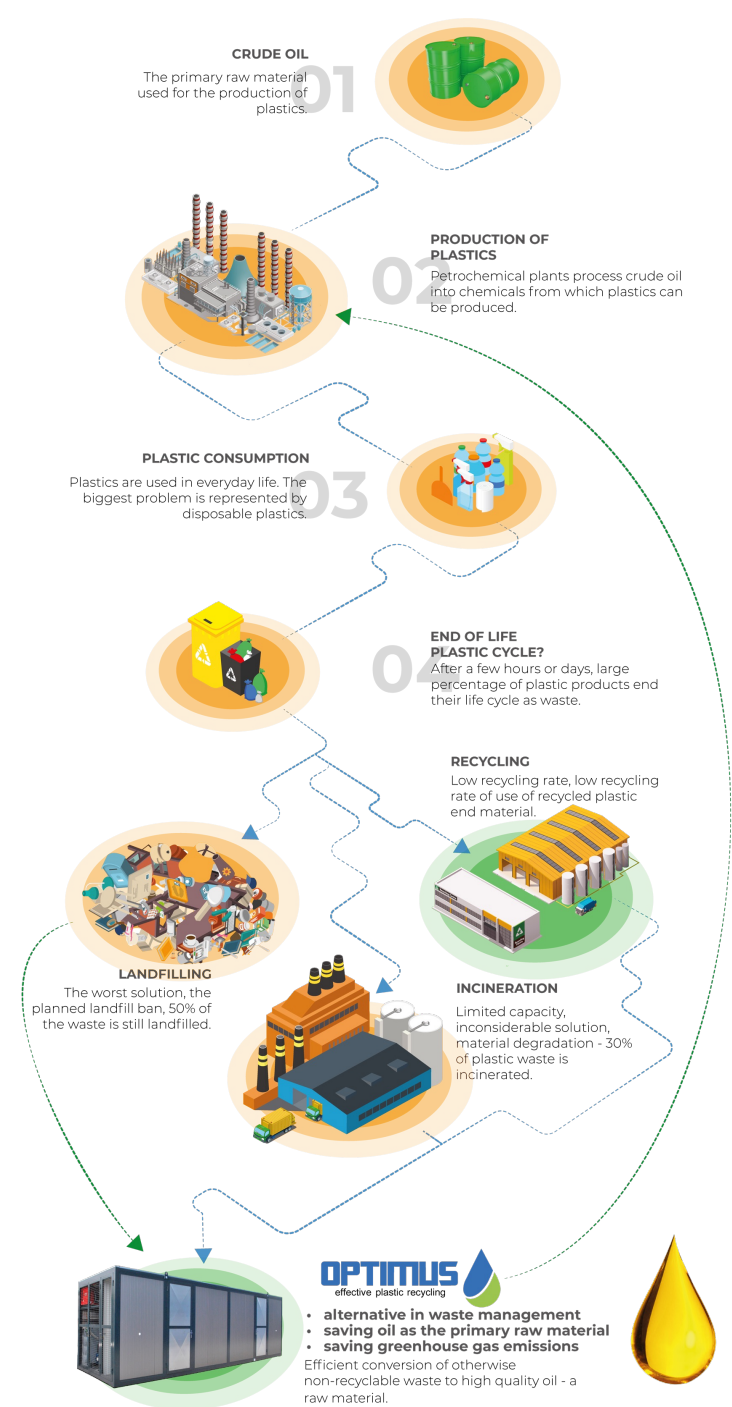 CRUDE OIL
01
The primary raw material
used for the production of
plastics.
PRODUCTION OF
PLASTICS
02
Petrochemical plants process crude oil
into chemicals from which plastics can
be produced.
PLASTIC CONSUMPTION
03
Plastics are used in everyday life. The
biggest problem is represented by
disposable plastics.
END OF LIFE
PLASTIC CYCLE?
04
After a few hours or days, large
percentage of plastic products end
their life cycle as waste.
RECYCLING
Low recycling rate, low recycling
rate of use of recycled plastic
end material.
LANDFILLING
The worst solution, the
planned landfill ban, 50% of
the waste is still landfilled.
INCINERATION
Limited capacity,
inconsiderable solution,
material degradation - 30%
of plastic waste is
incinerated.
OPTIMUS
effective plastic recycling
• alternative in waste management
• saving oil as the primary raw material
• saving greenhouse gas emissions
Efficient conversion of otherwise
non-recyclable waste to high quality oil - a
raw material.